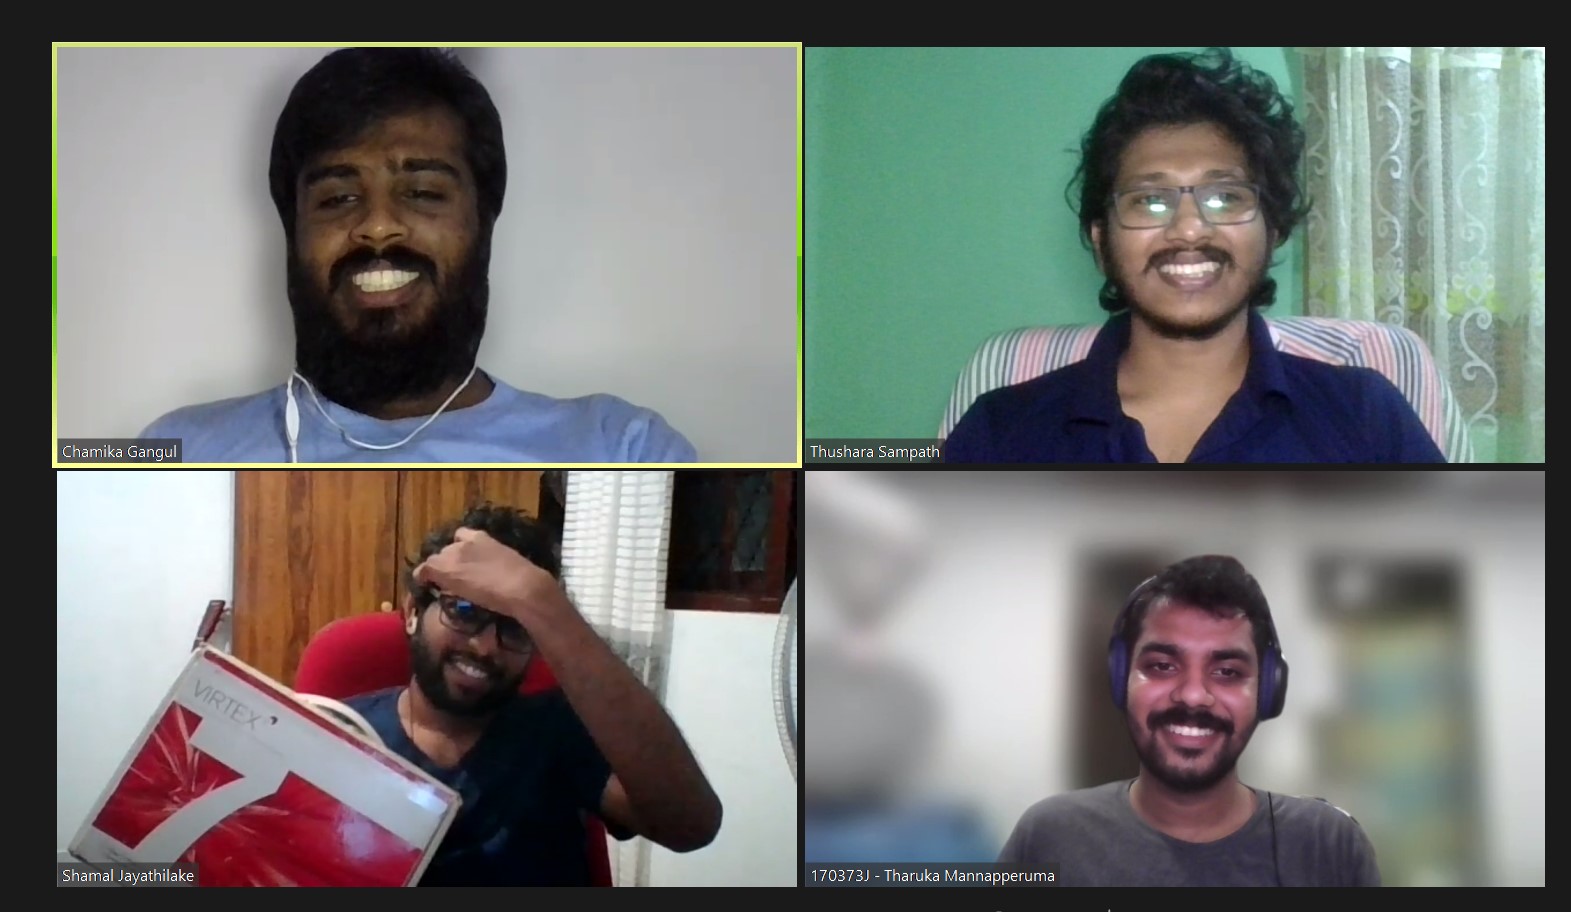 Chamika Gangul
Thushara Sampath
VIRTEX
7
Shamal Jayathilake
170373J - Tharuka Mannapperuma